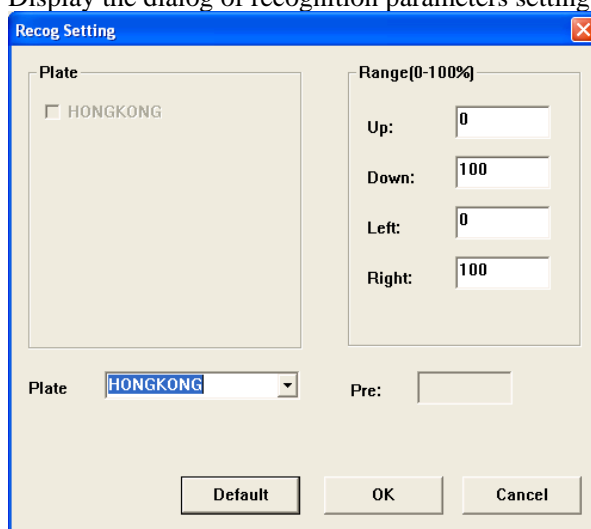 Display the dialog of recognition parameters setting
Recog Setting
Plate
HONGKONG
Range(0-100%)
Up: 0
Down: 100
Left: 0
Right: 100
Plate HONGKONG
Pre:
Default OK Cancel